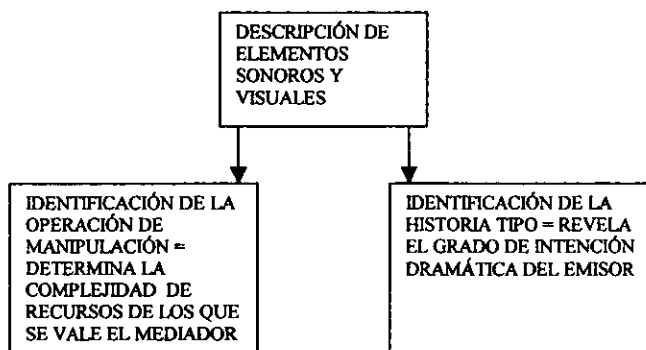 DESCRIPCIÓN DE
ELEMENTOS
SONOROS Y
VISUALES
IDENTIFICACIÓN DE LA
OPERACIÓN DE
MANIPULACIÓN =
DETERMINA LA
COMPLEJIDAD DE
RECURSOS DE LOS QUE
SE VALE EL MEDIADOR
IDENTIFICACIÓN DE LA
HISTORIA TIPO = REVELA
EL GRADO DE INTENCIÓN
DRAMÁTICA DEL EMISOR